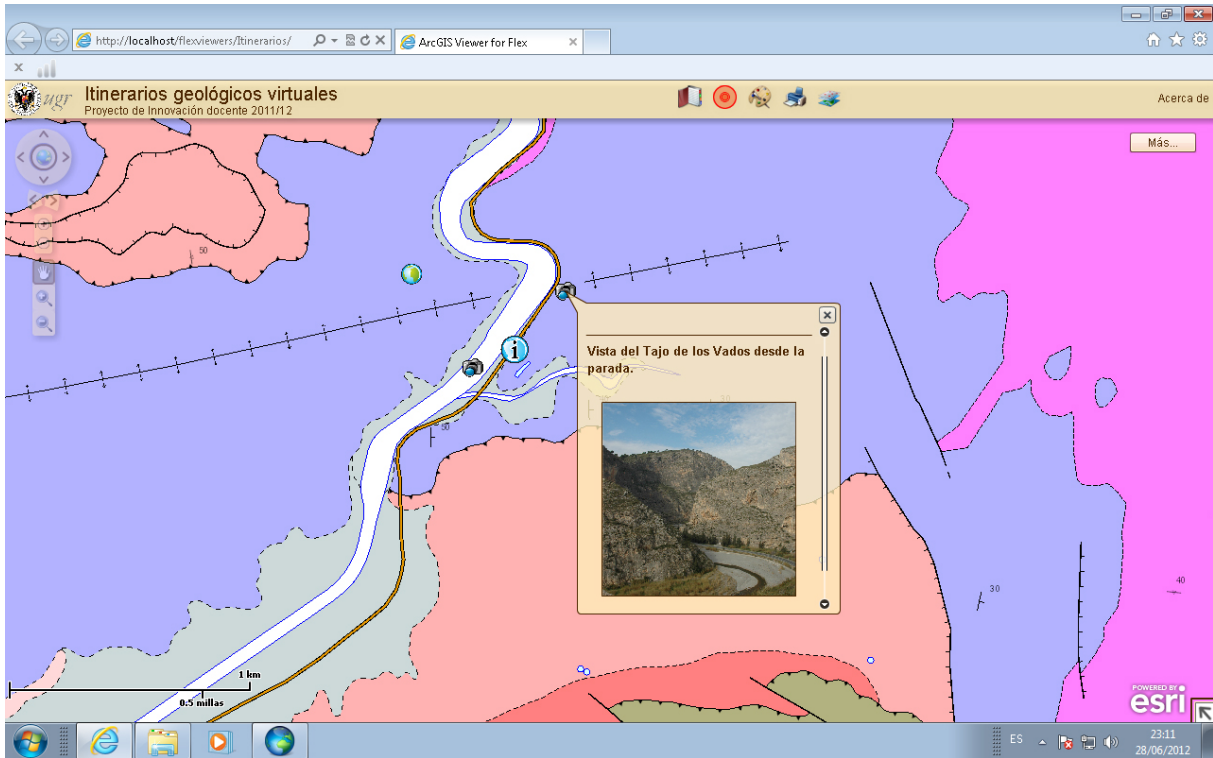 http://localhost/flexviewers/Itinerarios/
ArcGIS Viewer for Flex
ugr
Itinerarios geológicos virtuales
Proyecto de Innovación docente 2011/12
Acerca de
Más...
50
i
Vista del Tajo de los Vados desde la
parada.
30
50
30
40
1 km
0.5 millas
POWERED BY
esri
ES
23:11
28/06/2012